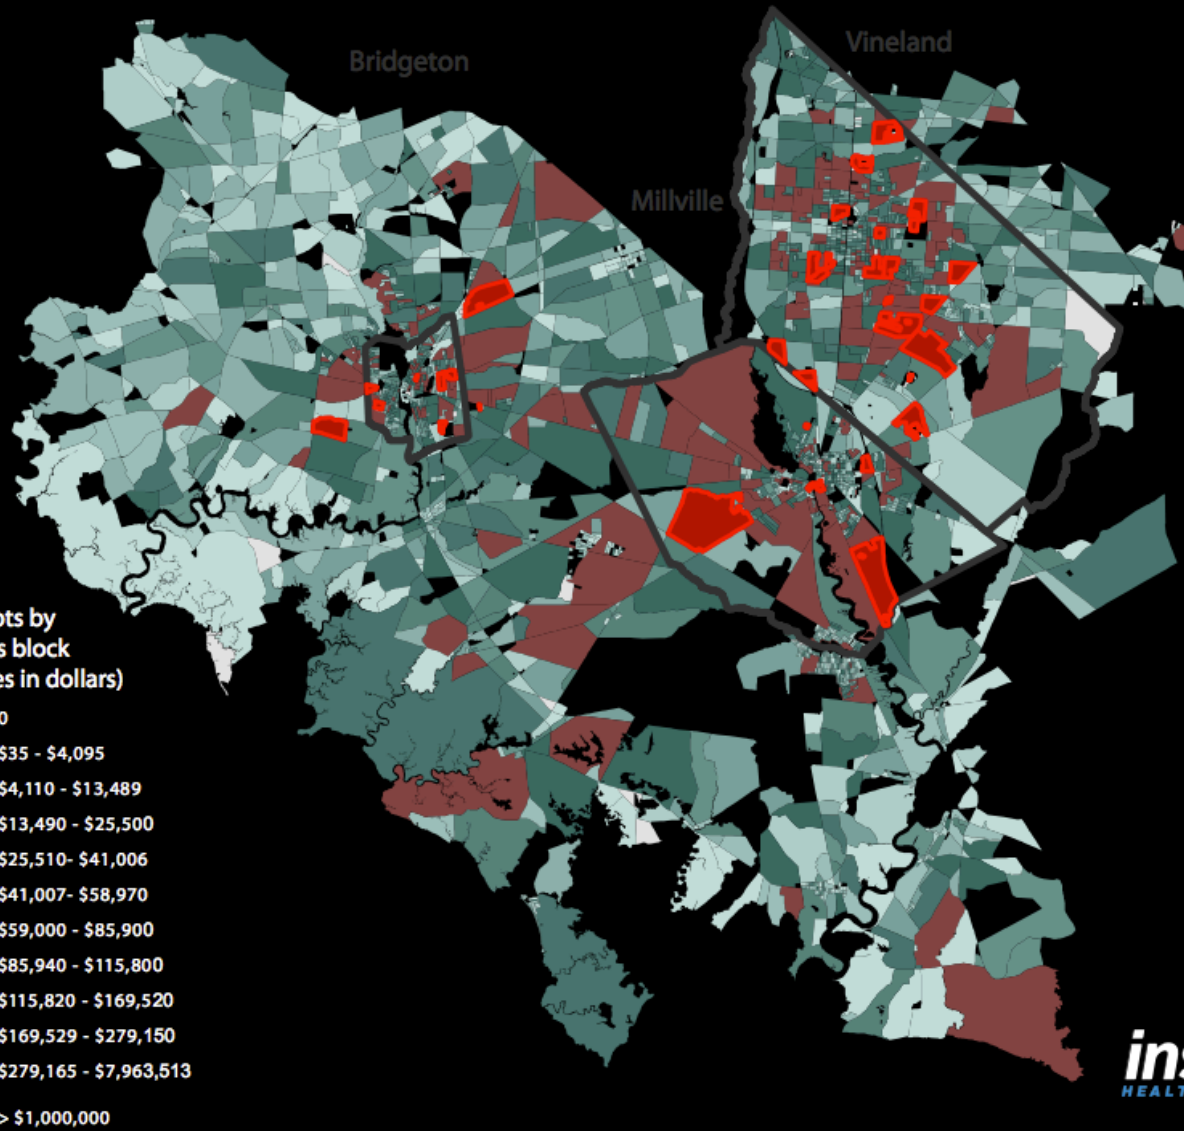 Vineland
Bridgeton
Millville
ots by
s block
es in dollars)
0
$35 - $4,095
$4,110 - $13,489
$13,490 - $25,500
$25,510- $41,006
$41,007- $58,970
$59,000 - $85,900
$85,940 - $115,800
$115,820 - $169,520
$169,529 - $279,150
$279,165 - $7,963,513
> $1,000,000
ins
HEALT